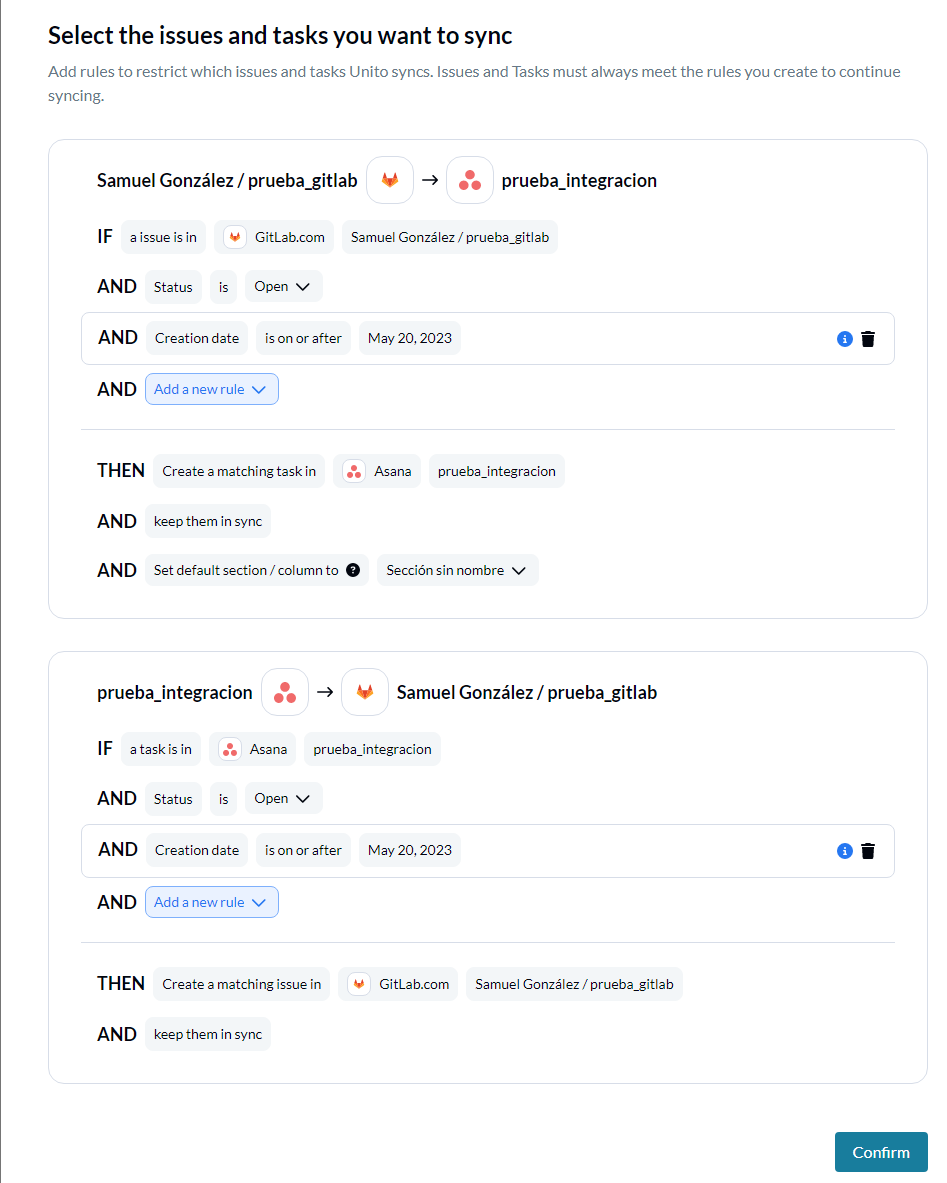 Select the issues and tasks you want to sync
Add rules to restrict which issues and tasks Unito syncs. Issues and Tasks must always meet the rules you create to continue
syncing.
Samuel González / prueba_gitlab → prueba_integracion
IF a issue is in GitLab.com Samuel González / prueba_gitlab
AND Status is Open
AND Creation date is on or after May 20, 2023
AND Add a new rule
THEN Create a matching task in Asana prueba_integracion
AND keep them in sync
AND Set default section / column to Sección sin nombre
prueba_integracion → Samuel González / prueba_gitlab
IF a task is in Asana prueba_integracion
AND Status is Open
AND Creation date is on or after May 20, 2023
AND Add a new rule
THEN Create a matching issue in GitLab.com Samuel González / prueba_gitlab
AND keep them in sync
Confirm